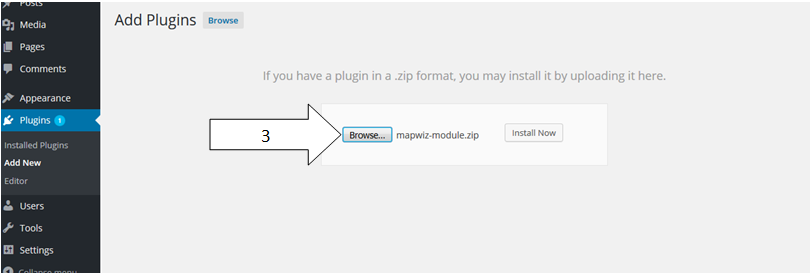 Posts
Media
Pages
Comments
Appearance
Plugins 1
Installed Plugins
Add New
Editor
Users
Tools
Settings
Collapse menu
Add Plugins Browse
If you have a plugin in a .zip format, you may install it by uploading it here.
3 Browse... mapwiz-module.zip Install Now